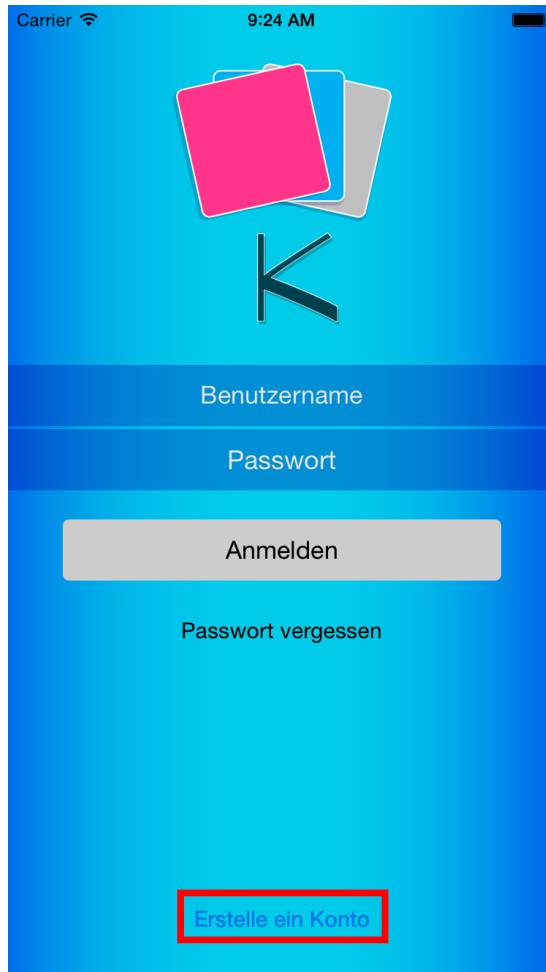 Carrier 9:24 AM
K
Benutzername
Passwort
Anmelden
Passwort vergessen
Erstelle ein Konto